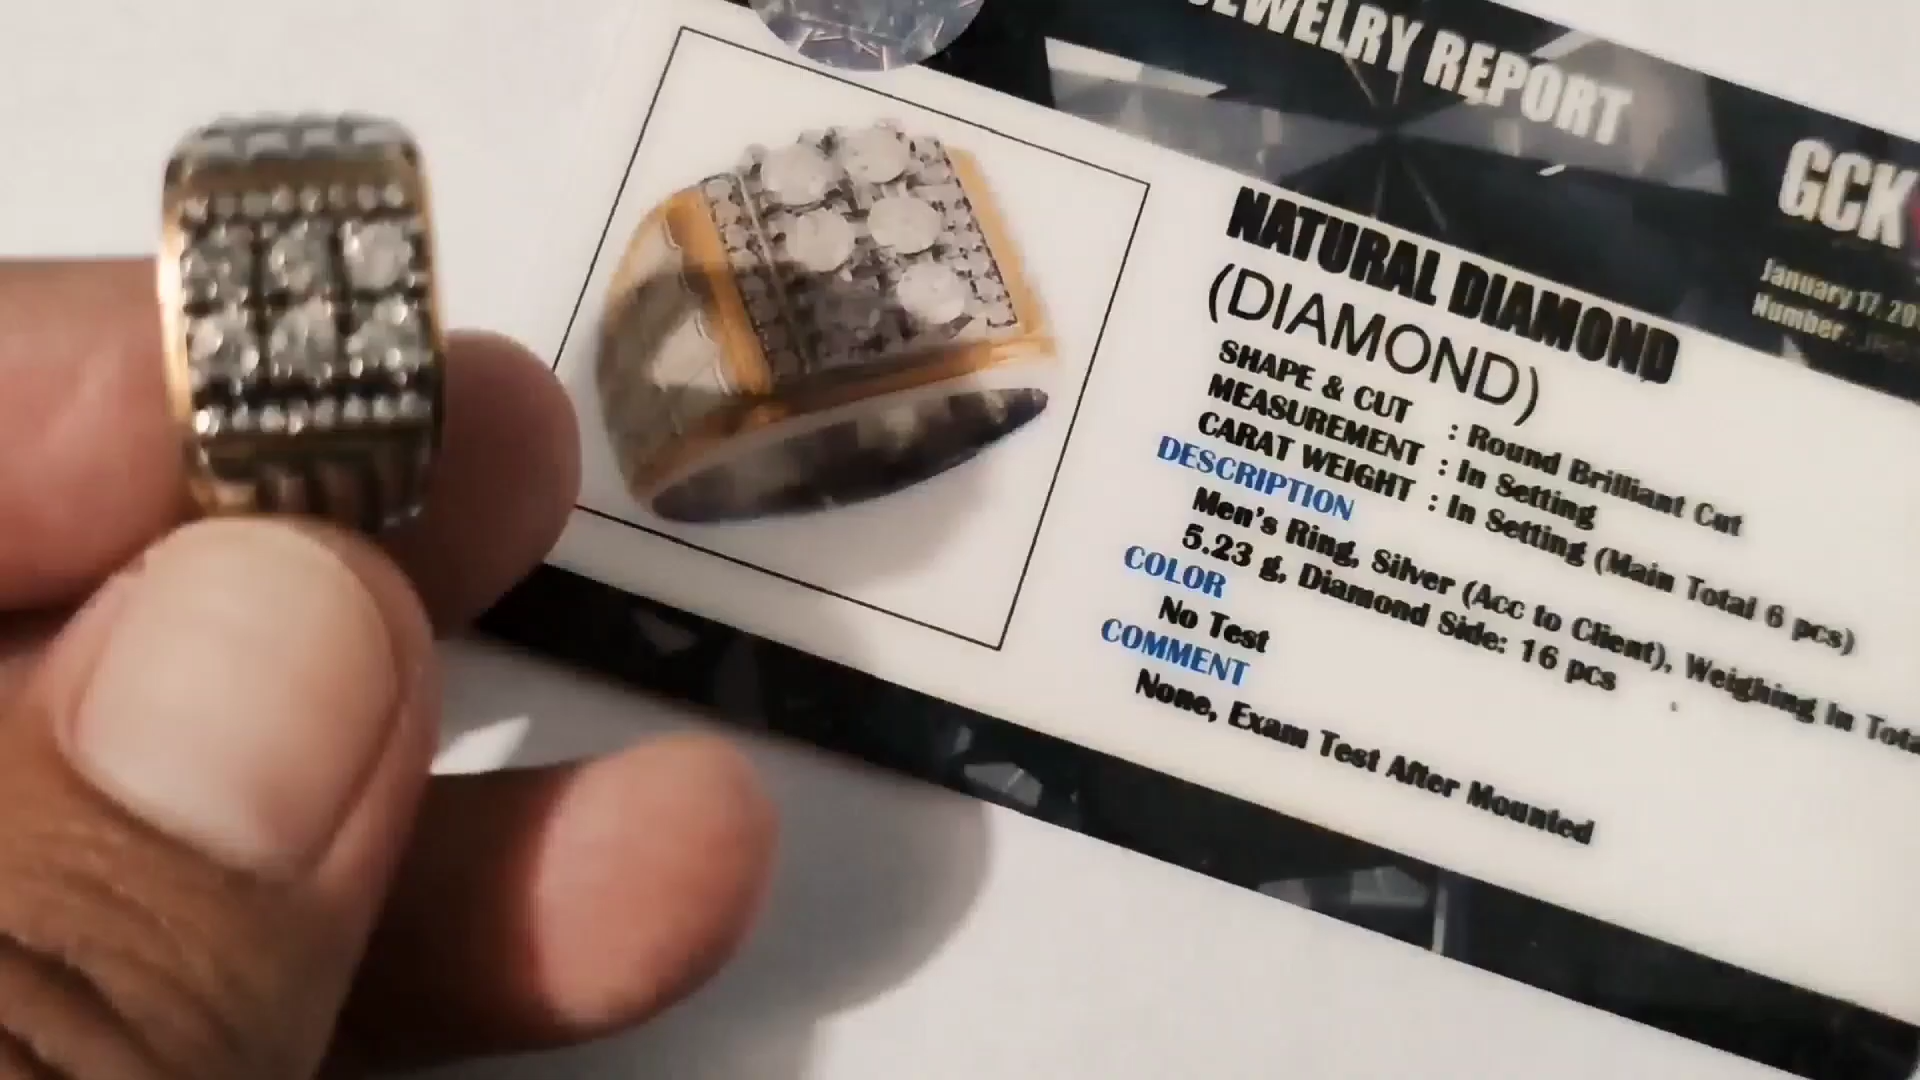 JEWELRY REPORT
GCK
January 17, 20
Number:
NATURAL DIAMOND
(DIAMOND)
SHAPE & CUT : Round Brilliant Cut
MEASUREMENT : In Setting
CARAT WEIGHT : In Setting (Main Total 6 pcs)
DESCRIPTION
Men's Ring, Silver (Acc to Client), Weighing In Tota
5.23 g, Diamond Side: 16 pcs
COLOR
No Test
COMMENT
None, Exam Test After Mounted